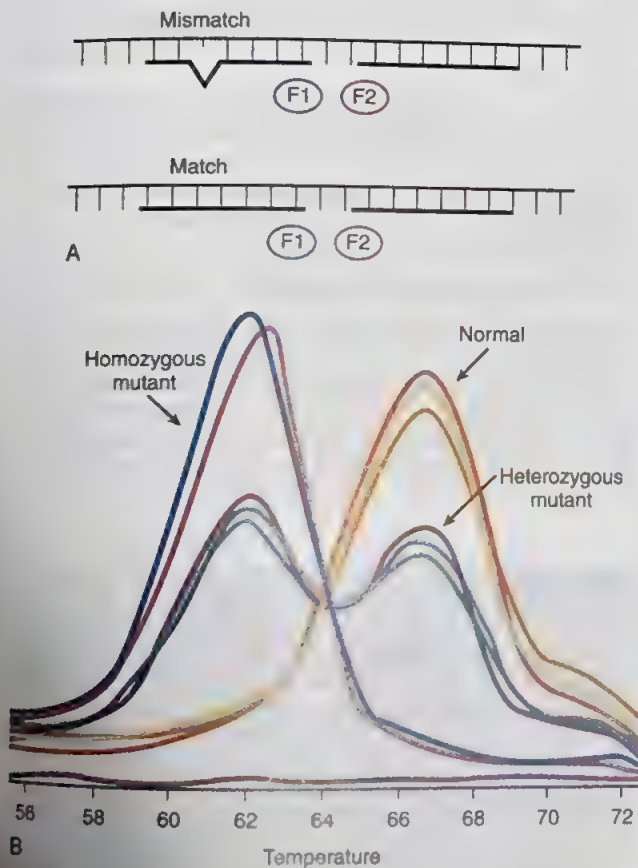 Mismatch
F1 F2
Match
F1 F2
A
Normal
Homozygous
mutant
Heterozygous
mutant
56 58 60 62 64 66 68 70 72
B
Temperature